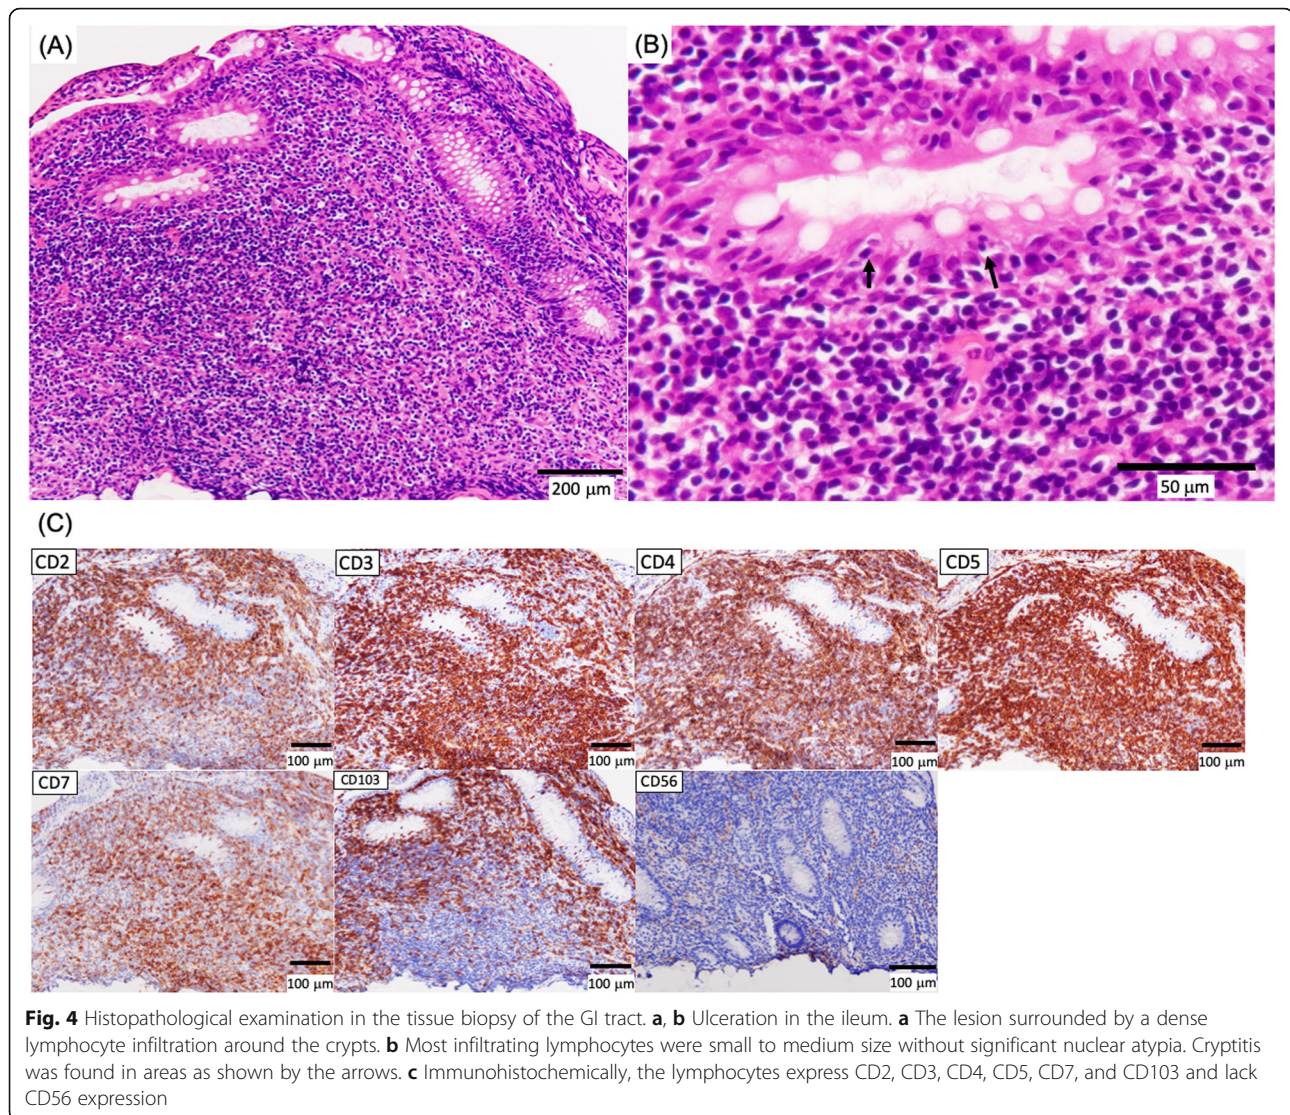 (A)
(B)
200 μm
50 μm
(C)
CD2
CD3
CD4
CD5
100 μm
100 μm
100 μm
100 μm
CD7
CD103
CD56
100 μm
100 μm
100 μm
Fig. 4 Histopathological examination in the tissue biopsy of the GI tract. a, b Ulceration in the ileum. a The lesion surrounded by a dense
lymphocyte infiltration around the crypts. b Most infiltrating lymphocytes were small to medium size without significant nuclear atypia. Cryptitis
was found in areas as shown by the arrows. c Immunohistochemically, the lymphocytes express CD2, CD3, CD4, CD5, CD7, and CD103 and lack
CD56 expression